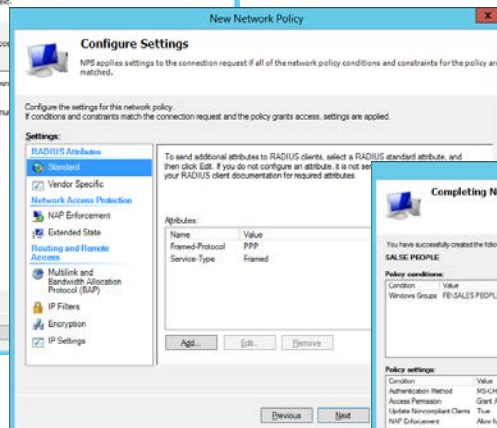 New Network Policy
x
Configure Settings
NPS applies settings to the connection request if all of the network policy conditions and constraints for the policy are
matched.
Configure the settings for this network policy.
If conditions and constraints match the connection request and the policy grants access, settings are applied.
Settings:
RADIUS Attributes
Standard
Vendor Specific
Network Access Protection
NAP Enforcement
Extended State
Routing and Remote
Access
Multilink and
Bandwidth Allocation
Protocol (BAP)
IP Filters
Encryption
IP Settings
To send additional attributes to RADIUS clients, select a RADIUS standard attribute, and
then click Edit. If you do not configure an attribute, it is not
your RADIUS client documentation for required attributes.
Attributes:
Name Value
Framed-Protocol PPP
Service-Type Framed
Add... Edit... Remove
Previous Next
Completing
You have successfully created the
SALSE PEOPLE
Policy conditions:
Condition Value
Windows Groups
Policy settings:
Condition Value
Authentication Method
Access Permission Grant
Update Noncompliant Clients True
NAP Enforcement Allow